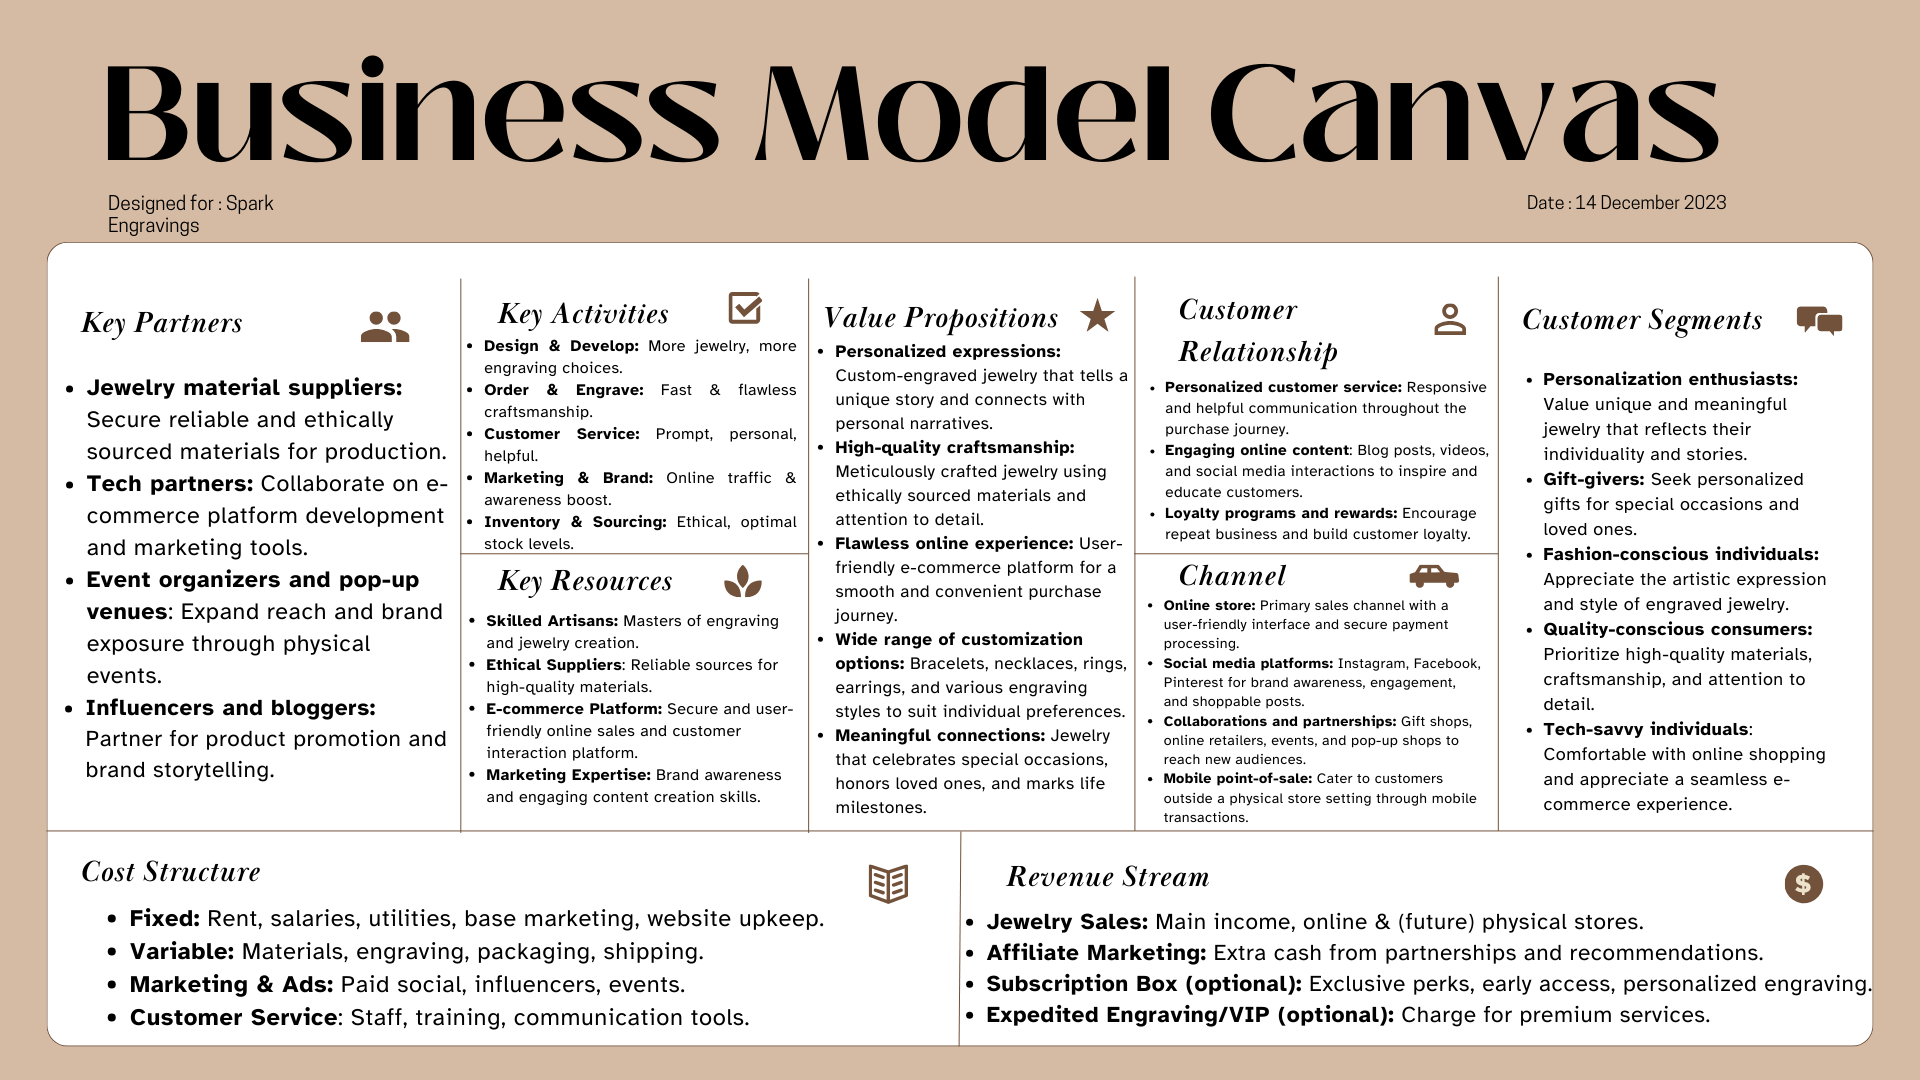 Business Model Canvas
Designed for : Spark
Engravings
Date : 14 December 2023
Key Partners
• Jewelry material suppliers:
Secure reliable and ethically
sourced materials for production.
• Tech partners: Collaborate on e-
commerce platform development
and marketing tools.
• Event organizers and pop-up
venues: Expand reach and brand
exposure through physical
events.
• Influencers and bloggers:
Partner for product promotion and
brand storytelling.
Key Activities
• Design & Develop: More jewelry, more
engraving choices.
• Order & Engrave: Fast & flawless
craftsmanship.
• Customer Service: Prompt, personal,
helpful.
• Marketing & Brand: Online traffic &
awareness boost.
• Inventory & Sourcing: Ethical, optimal
stock levels.
Key Resources
• Skilled Artisans: Masters of engraving
and jewelry creation.
• Ethical Suppliers: Reliable sources for
high-quality materials.
• E-commerce Platform: Secure and user-
friendly online sales and customer
interaction platform.
• Marketing Expertise: Brand awareness
and engaging content creation skills.
Value Propositions
• Personalized expressions:
Custom-engraved jewelry that tells a
unique story and connects with
personal narratives.
• High-quality craftsmanship:
Meticulously crafted jewelry using
ethically sourced materials and
attention to detail.
• Flawless online experience: User-
friendly e-commerce platform for a
smooth and convenient purchase
journey.
• Wide range of customization
options: Bracelets, necklaces, rings,
earrings, and various engraving
styles to suit individual preferences.
• Meaningful connections: Jewelry
that celebrates special occasions,
honors loved ones, and marks life
milestones.
Customer
Relationship
• Personalized customer service: Responsive
and helpful communication throughout the
purchase journey.
• Engaging online content: Blog posts, videos,
and social media interactions to inspire and
educate customers.
• Loyalty programs and rewards: Encourage
repeat business and build customer loyalty.
Channel
• Online store: Primary sales channel with a
user-friendly interface and secure payment
processing.
• Social media platforms: Instagram, Facebook,
Pinterest for brand awareness, engagement,
and shoppable posts.
• Collaborations and partnerships: Gift shops,
online retailers, events, and pop-up shops to
reach new audiences.
• Mobile point-of-sale: Cater to customers
outside a physical store setting through mobile
transactions.
Customer Segments
• Personalization enthusiasts:
Value unique and meaningful
jewelry that reflects their
individuality and stories.
• Gift-givers: Seek personalized
gifts for special occasions and
loved ones.
• Fashion-conscious individuals:
Appreciate the artistic expression
and style of engraved jewelry.
• Quality-conscious consumers:
Prioritize high-quality materials,
craftsmanship, and attention to
detail.
• Tech-savvy individuals:
Comfortable with online shopping
and appreciate a seamless e-
commerce experience.
Cost Structure
• Fixed: Rent, salaries, utilities, base marketing, website upkeep.
• Variable: Materials, engraving, packaging, shipping.
• Marketing & Ads: Paid social, influencers, events.
• Customer Service: Staff, training, communication tools.
Revenue Stream
$
• Jewelry Sales: Main income, online & (future) physical stores.
• Affiliate Marketing: Extra cash from partnerships and recommendations.
• Subscription Box (optional): Exclusive perks, early access, personalized engraving.
• Expedited Engraving/VIP (optional): Charge for premium services.